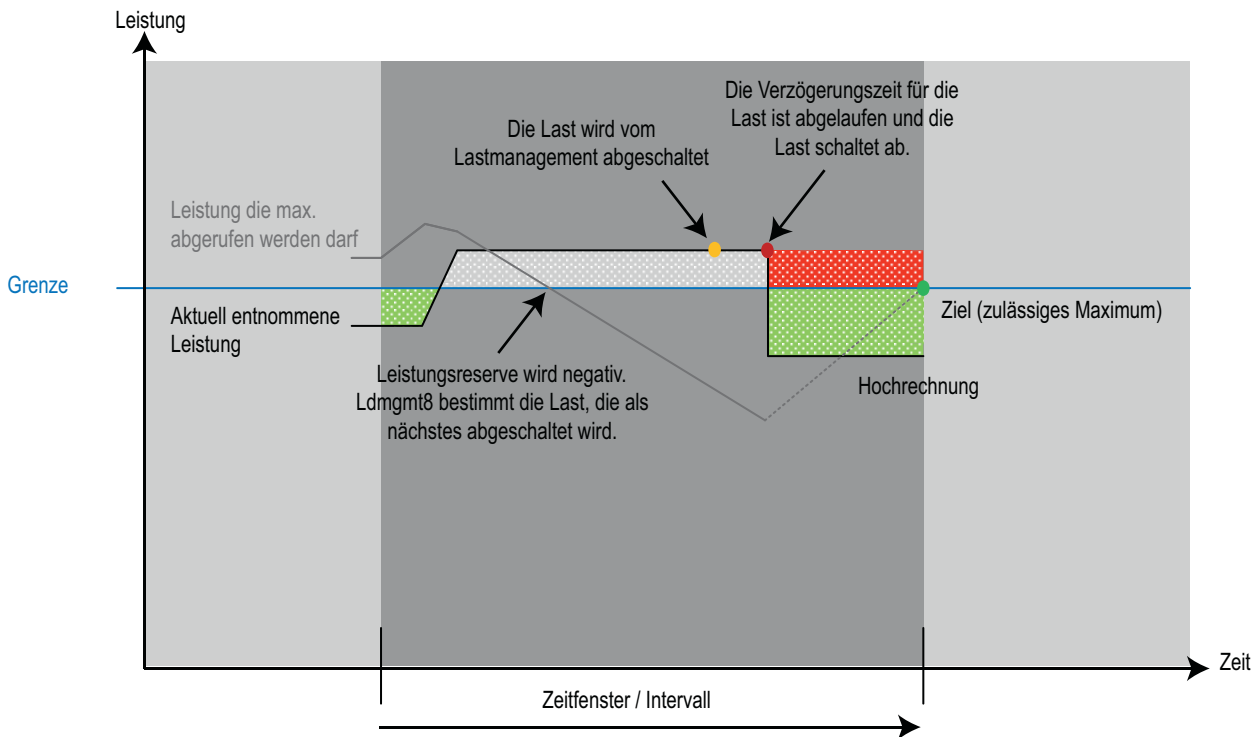 Leistung
Die Verzögerungszeit für die
Last ist abgelaufen und die
Last schaltet ab.
Die Last wird vom
Lastmanagement abgeschaltet
Leistung die max.
abgerufen werden darf
Grenze
Aktuell entnommene
Leistung
Ziel (zulässiges Maximum)
Leistungsreserve wird negativ.
Ldmgmt8 bestimmt die Last, die als
nächstes abgeschaltet wird.
Hochrechnung
Zeit
Zeitfenster / Intervall